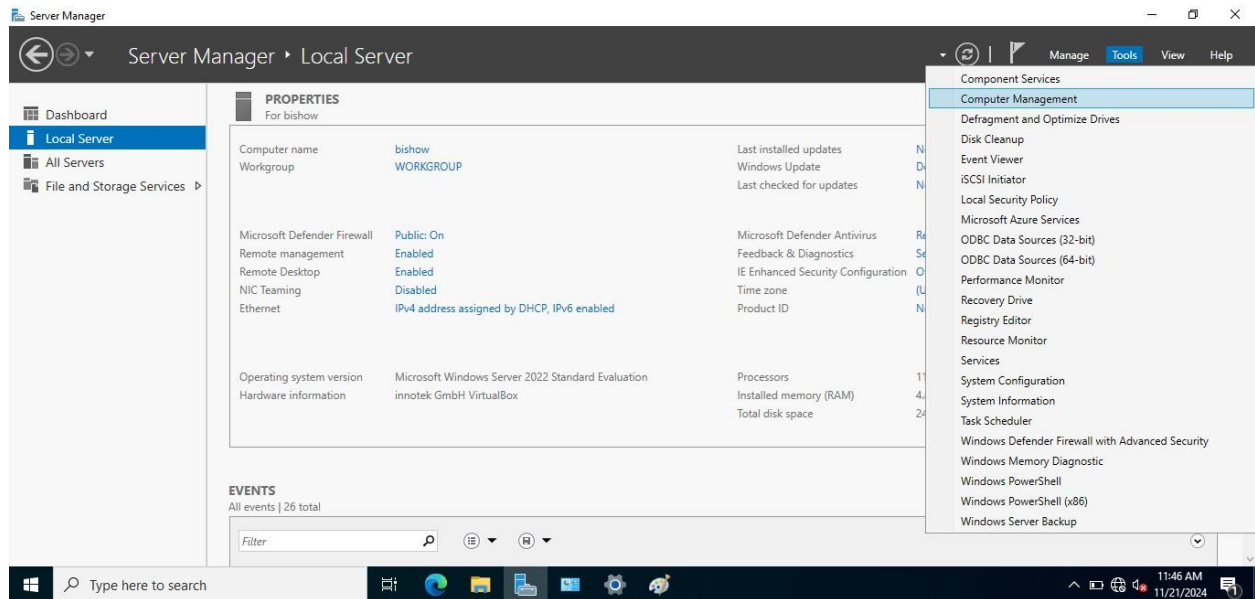 Server Manager
Server Manager ‣ Local Server
Manage Tools View Help
Dashboard
Local Server
All Servers
File and Storage Services
PROPERTIES
For bishow
Computer name bishow
Workgroup WORKGROUP
Last installed updates
Windows Update
Last checked for updates
Microsoft Defender Firewall Public: On
Remote management Enabled
Remote Desktop Enabled
NIC Teaming Disabled
Ethernet IPv4 address assigned by DHCP, IPv6 enabled
Microsoft Defender Antivirus
Feedback & Diagnostics
IE Enhanced Security Configuration
Time zone
Product ID
Operating system version Microsoft Windows Server 2022 Standard Evaluation
Hardware information innotek GmbH VirtualBox
Processors
Installed memory (RAM)
Total disk space
EVENTS
All events | 26 total
Filter
Component Services
Computer Management
Defragment and Optimize Drives
Disk Cleanup
Event Viewer
iSCSI Initiator
Local Security Policy
Microsoft Azure Services
ODBC Data Sources (32-bit)
ODBC Data Sources (64-bit)
Performance Monitor
Recovery Drive
Registry Editor
Resource Monitor
Services
System Configuration
System Information
Task Scheduler
Windows Defender Firewall with Advanced Security
Windows Memory Diagnostic
Windows PowerShell
Windows PowerShell (x86)
Windows Server Backup
Type here to search
11:46 AM
11/21/2024